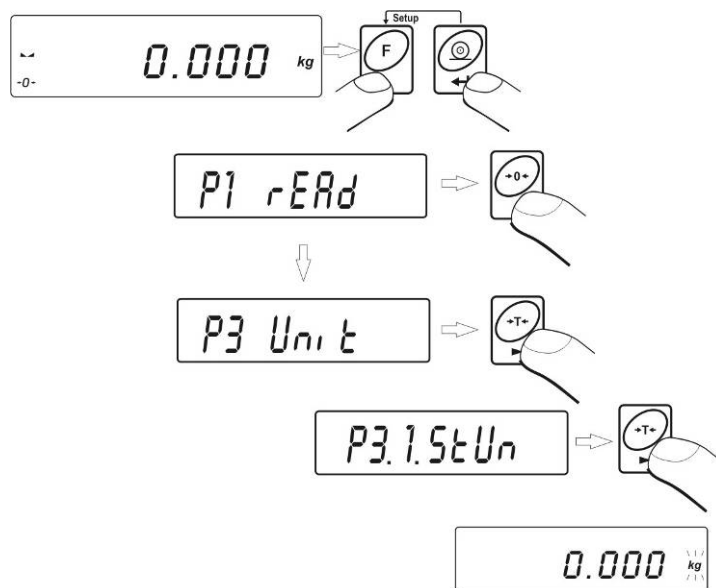 Setup
-0- 0.000 kg F
P1 rEAd →0←
P3 Unit →T←
P3.1.StUn →T←
0.000 kg